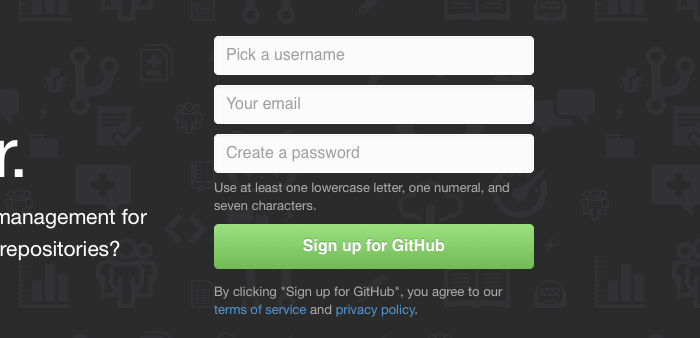 Pick a username
Your email
Create a password
Use at least one lowercase letter, one numeral, and
seven characters.
r.
management for
repositories?
Sign up for GitHub
By clicking "Sign up for GitHub", you agree to our
terms of service and privacy policy.